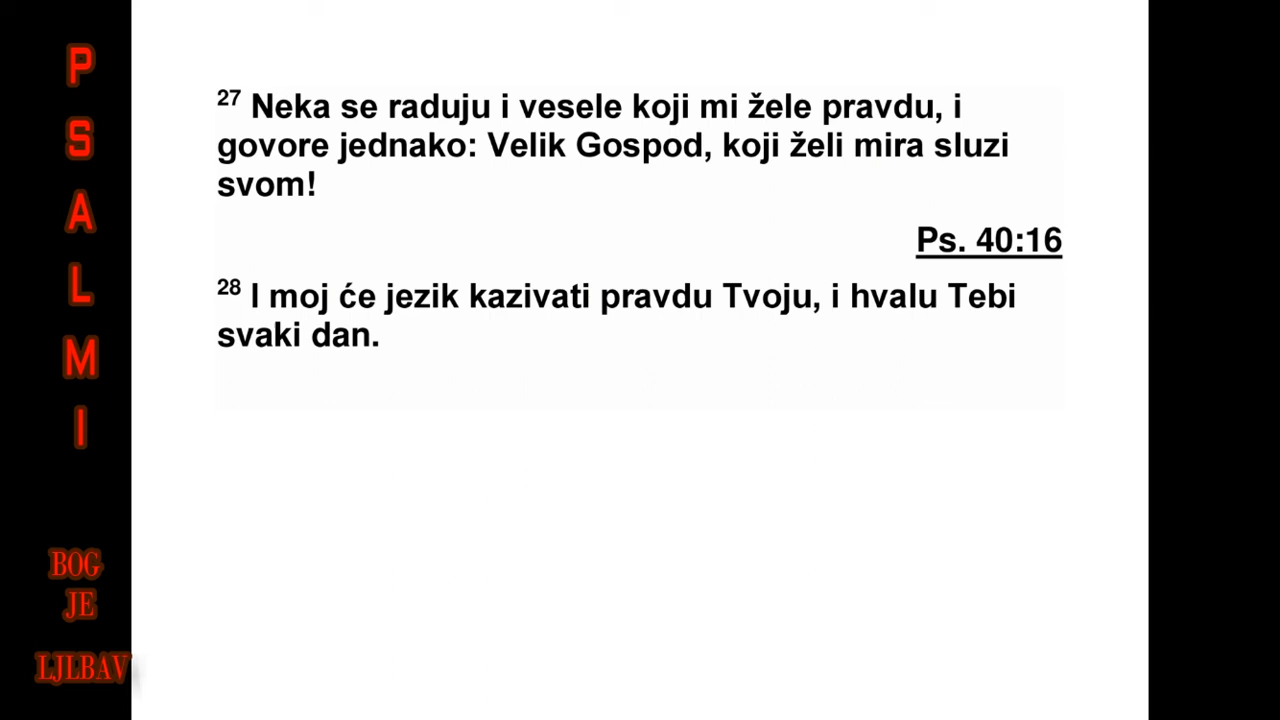 P
S
A
L
M
I
BOG
JE
LJLBAV
27 Neka se raduju i vesele koji mi žele pravdu, i
govore jednako: Velik Gospod, koji želi mira sluzi
svom!
Ps. 40:16
28 I moj će jezik kazivati pravdu Tvoju, i hvalu Tebi
svaki dan.